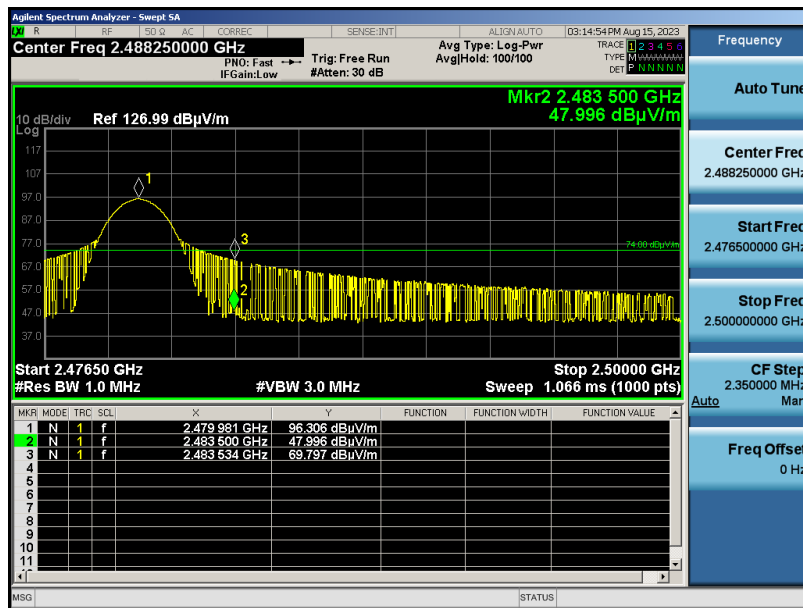 Agilent Spectrum Analyzer - Swept SA
R RF 50 Ω AC CORREC SENSE:INT ALIGN AUTO 03:14:54 PM Aug 15, 2023
Center Freq 2.488250000 GHz
PNO: Fast
IFGain:Low
Trig: Free Run
#Atten: 30 dB
Avg Type: Log-Pwr
Avg|Hold: 100/100
TRACE 1 2 3 4 5 6
TYPE M
DET P N N N N N
Mkr2 2.483 500 GHz
47.996 dBµV/m
10 dB/div Ref 126.99 dBµV/m
Log
117
107
97.0
87.0
77.0
67.0
57.0
47.0
37.0
1
3
2
74.00 dBµV/m
Start 2.47650 GHz Stop 2.50000 GHz
#Res BW 1.0 MHz #VBW 3.0 MHz Sweep 1.066 ms (1000 pts)
MKR MODE TRC SCL X Y FUNCTION FUNCTION WIDTH FUNCTION VALUE
1 N 1 f 2.479 981 GHz 96.306 dBµV/m
2 N 1 f 2.483 500 GHz 47.996 dBµV/m
3 N 1 f 2.483 534 GHz 69.797 dBµV/m
4
5
6
7
8
9
10
11
MSG STATUS
Frequency
Auto Tune
Center Freq
2.488250000 GHz
Start Freq
2.476500000 GHz
Stop Freq
2.500000000 GHz
CF Step
2.350000 MHz
Auto Man
Freq Offset
0 Hz